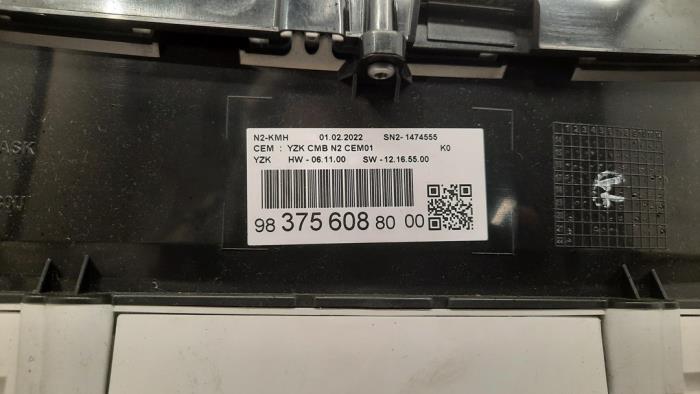 N2-KMH 01.02.2022 SN2- 1474555
CEM : YZK CMB N2 CEM01 K0
YZK HW - 06.11.00 SW - 12.16.55.00
98 375 608 80 00
ASK